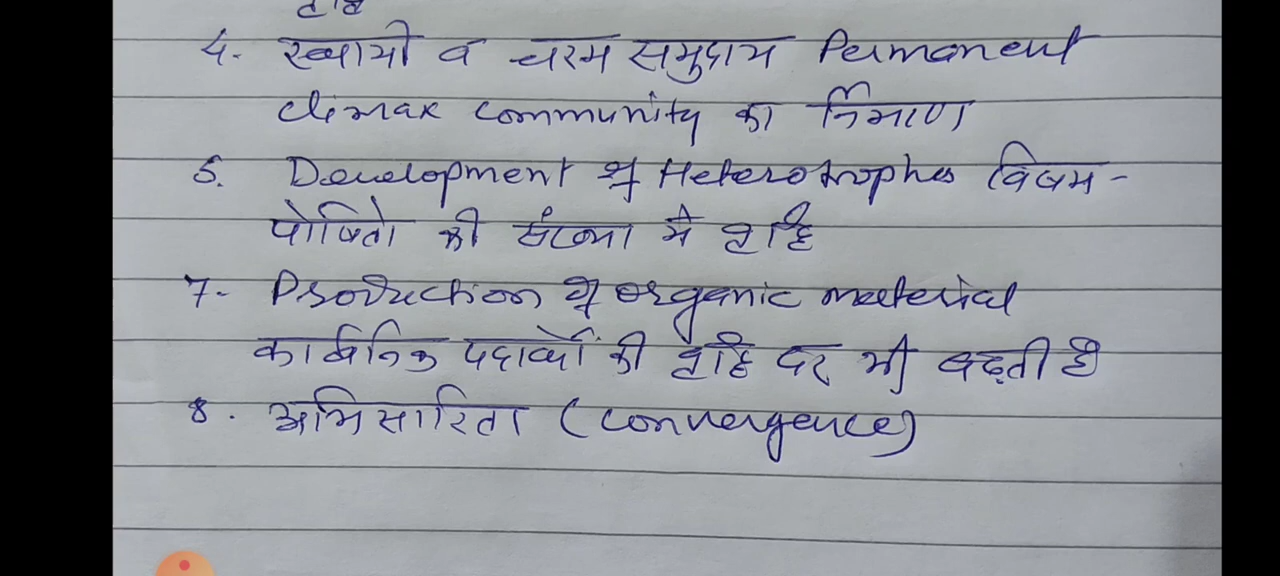 4. स्थायी व चरम समुदाय Permanent
climax community का निर्माण
5. Development of Heterotrophs विषम-
पोषितो की संख्या मे वृद्धि
7- Production of organic material
कार्बनिक पदार्थों की वृद्धि दर भी बढ़ती है
8. अभिसारिता (convergence)